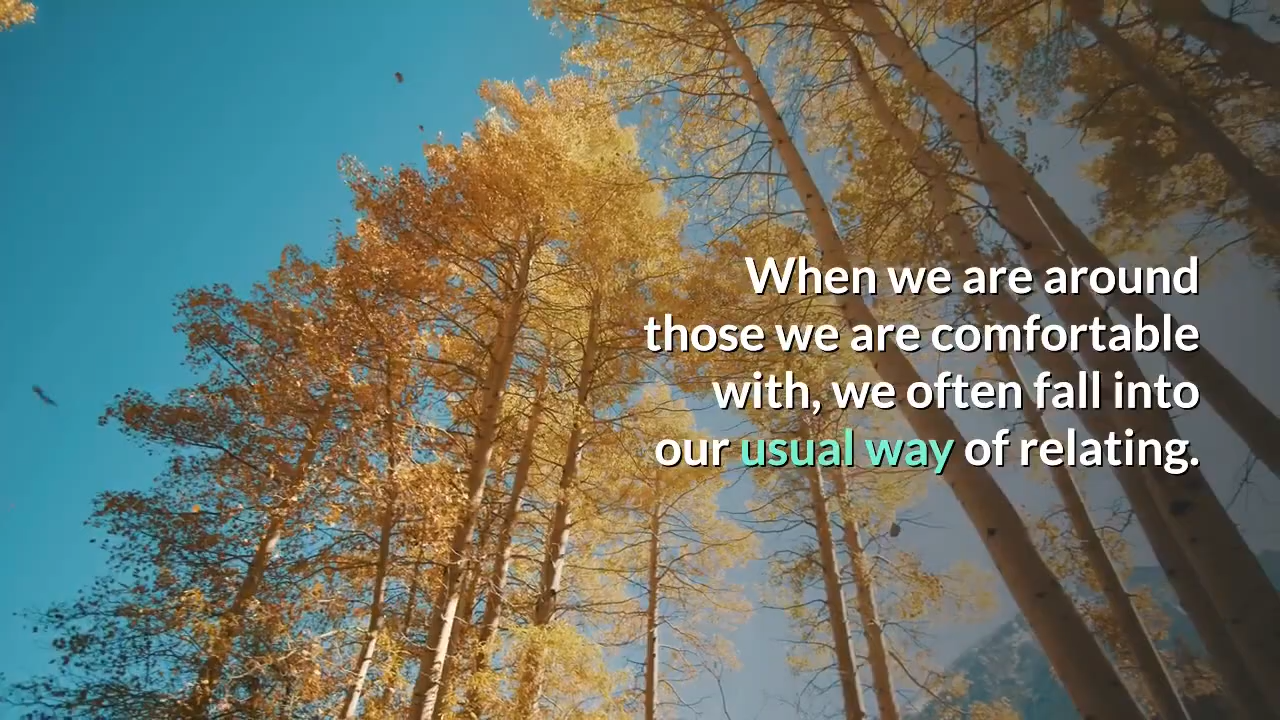 When we are around
those we are comfortable
with, we often fall into
our usual way of relating.